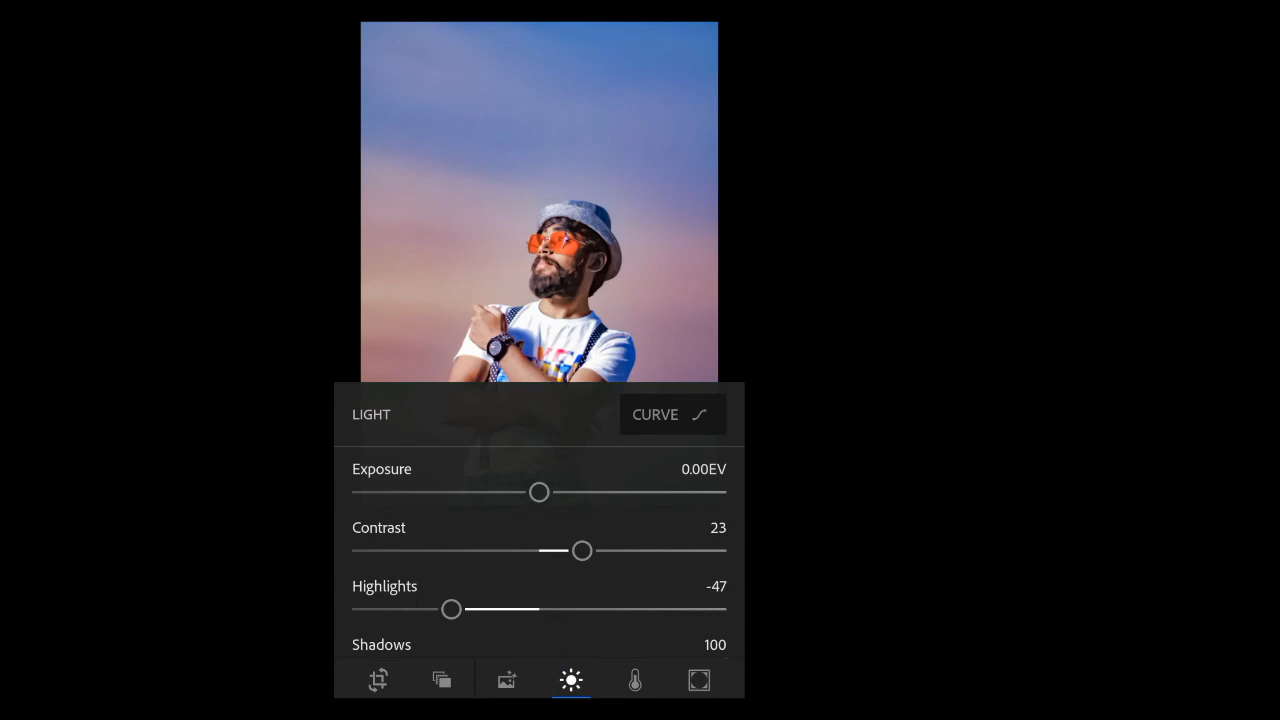 LIGHT
CURVE
Exposure 0.00EV
Contrast 23
Highlights -47
Shadows 100